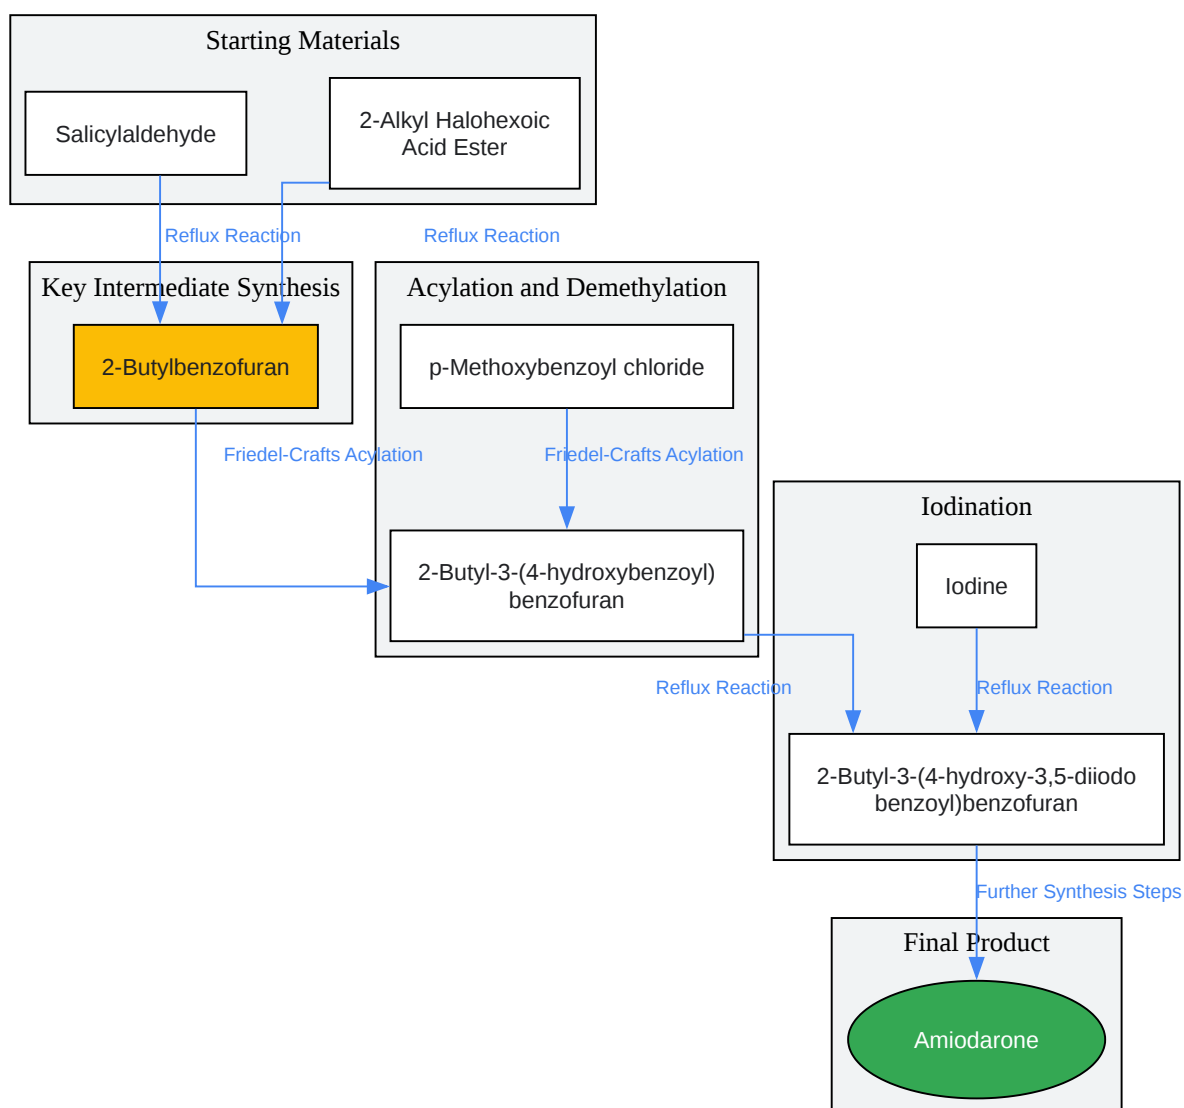 Starting Materials
Salicylaldehyde
2-Alkyl Halohexoic
Acid Ester
Reflux Reaction
Reflux Reaction
Key Intermediate Synthesis
2-Butylbenzofuran
Acylation and Demethylation
p-Methoxybenzoyl chloride
Friedel-Crafts Acylation
Friedel-Crafts Acylation
2-Butyl-3-(4-hydroxybenzoyl)
benzofuran
Iodination
Iodine
Reflux Reaction
Reflux Reaction
2-Butyl-3-(4-hydroxy-3,5-diiodo
benzoyl)benzofuran
Further Synthesis Steps
Final Product
Amiodarone